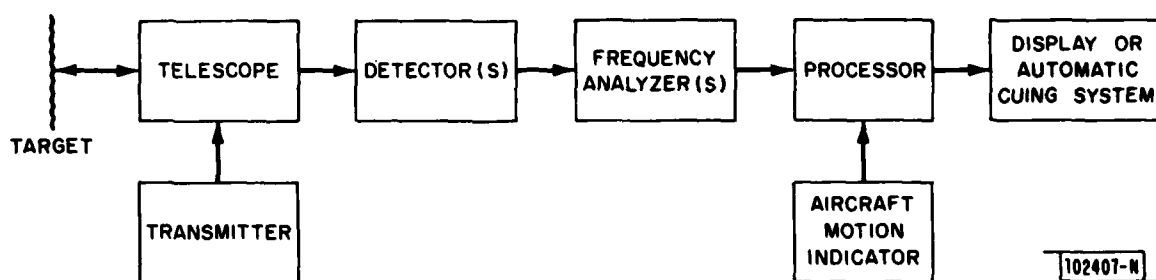 TARGET
TELESCOPE
TRANSMITTER
DETECTOR(S)
FREQUENCY
ANALYZER(S)
PROCESSOR
AIRCRAFT
MOTION
INDICATOR
DISPLAY OR
AUTOMATIC
CUING SYSTEM
102407-N